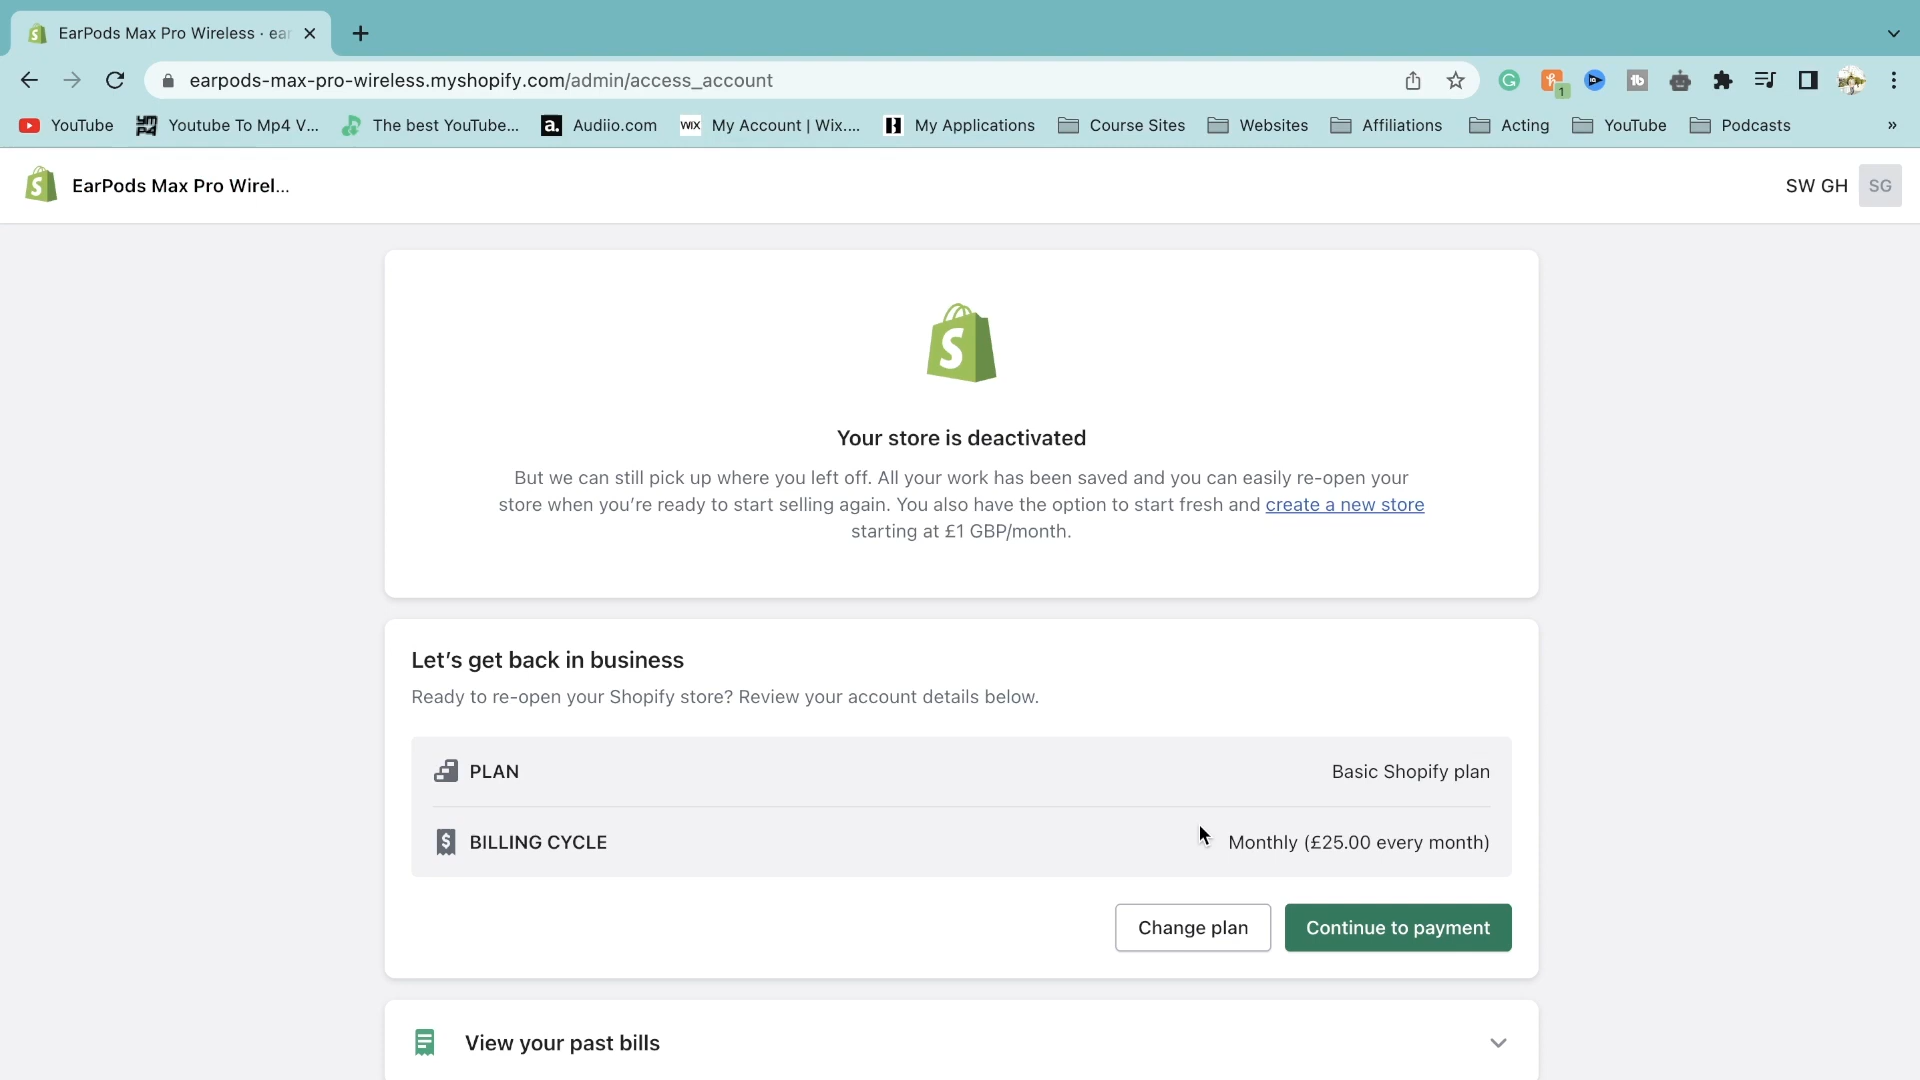 EarPods Max Pro Wireless · ear
earpods-max-pro-wireless.myshopify.com/admin/access_account
1
YouTube
Youtube To Mp4 V...
The best YouTube...
a. Audiio.com
WiX My Account | Wix....
My Applications
Course Sites
Websites
Affiliations
Acting
YouTube
Podcasts
»
EarPods Max Pro Wirel...
SW GH SG
Your store is deactivated
But we can still pick up where you left off. All your work has been saved and you can easily re-open your
store when you’re ready to start selling again. You also have the option to start fresh and create a new store
starting at £1 GBP/month.
Let’s get back in business
Ready to re-open your Shopify store? Review your account details below.
PLAN Basic Shopify plan
BILLING CYCLE Monthly (£25.00 every month)
Change plan Continue to payment
View your past bills